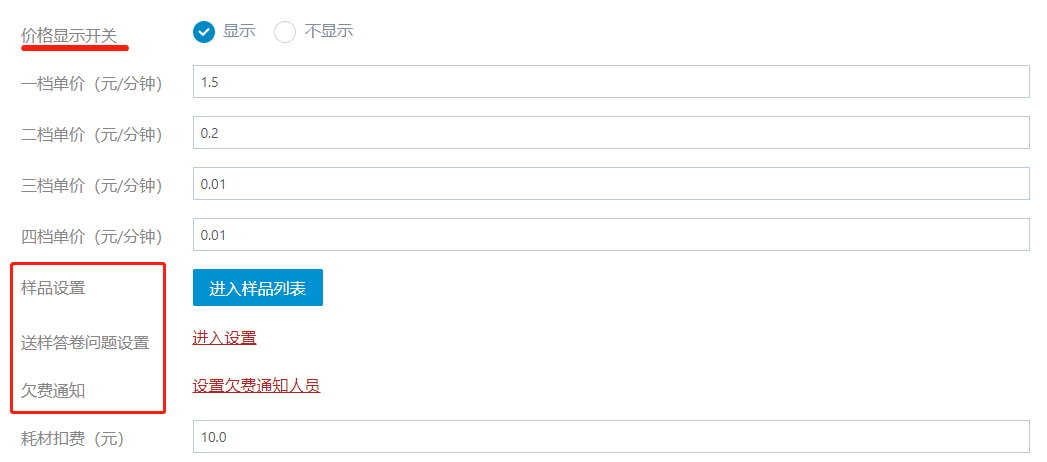 价格显示开关 显示 不显示
一档单价（元/分钟） 1.5
二档单价（元/分钟） 0.2
三档单价（元/分钟） 0.01
四档单价（元/分钟） 0.01
样品设置 进入样品列表
送样答卷问题设置 进入设置
欠费通知 设置欠费通知人员
耗材扣费（元） 10.0